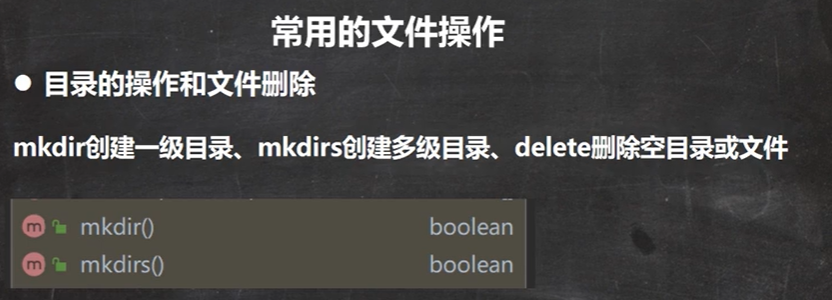 常用的文件操作
● 目录的操作和文件删除
mkdir创建一级目录、mkdirs创建多级目录、delete删除空目录或文件
m mkdir() boolean
m mkdirs() boolean